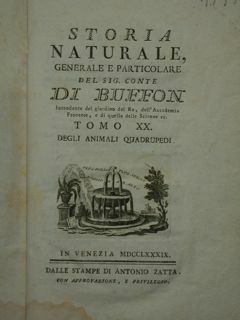 STORIA
NATURALE,
GENERALE E PARTICOLARE
DEL SIG. CONTE
DI BUFFON
Intendente del giardino del Re, dell'Accademia
Francese, e di quella delle Scienze ec.
TOMO XX.
DEGLI ANIMALI QUADRUPEDI.
IN VENEZIA MDCCLXXXIX.
DALLE STAMPE DI ANTONIO ZATTA.
CON APPROVAZIONE, E PRIVILEGIO.